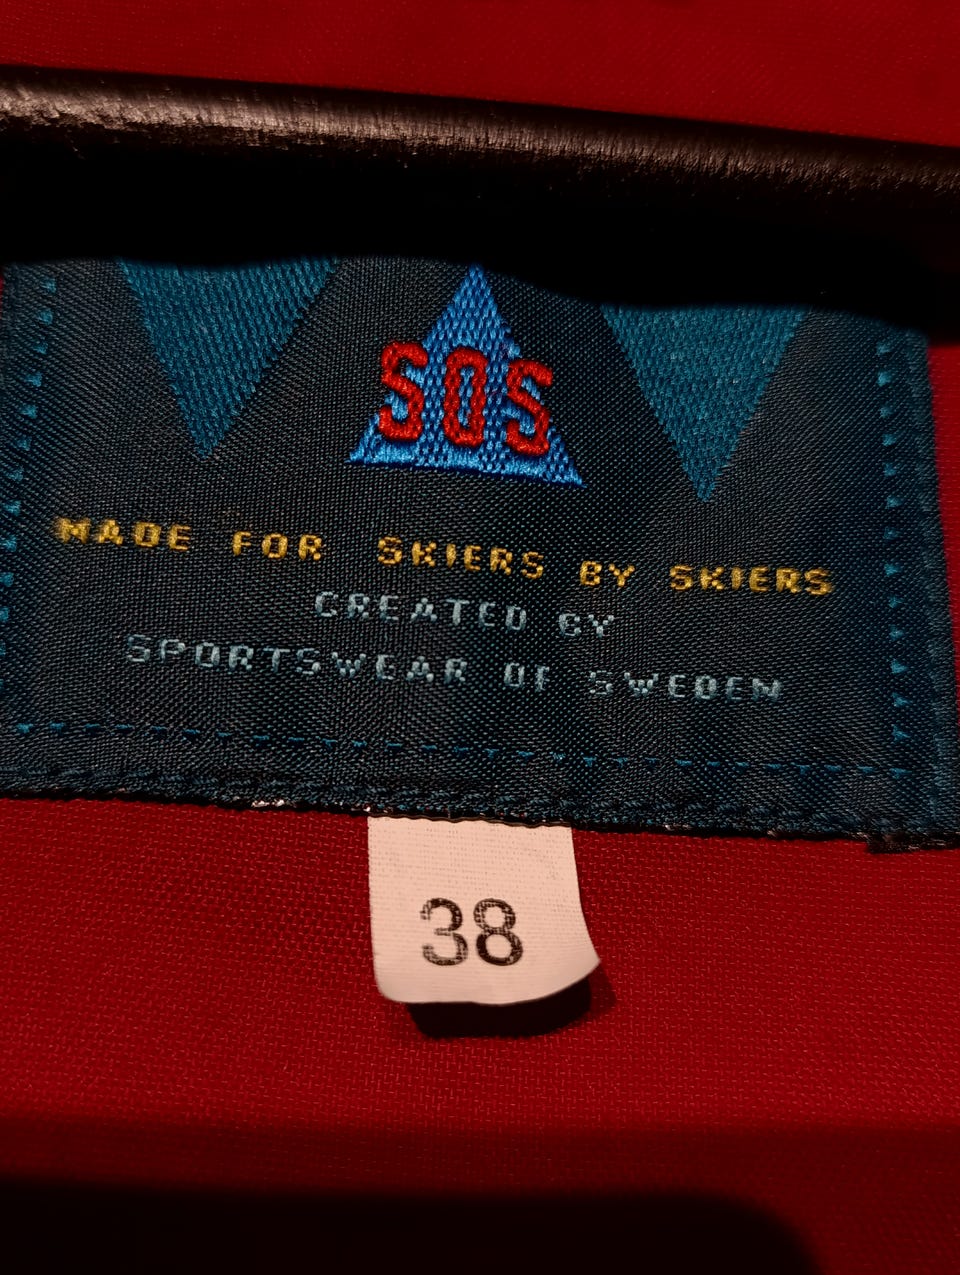 SOS
MADE FOR SKIERS BY SKIERS
CREATED BY
SPORTSWEAR OF SWEDEN
38